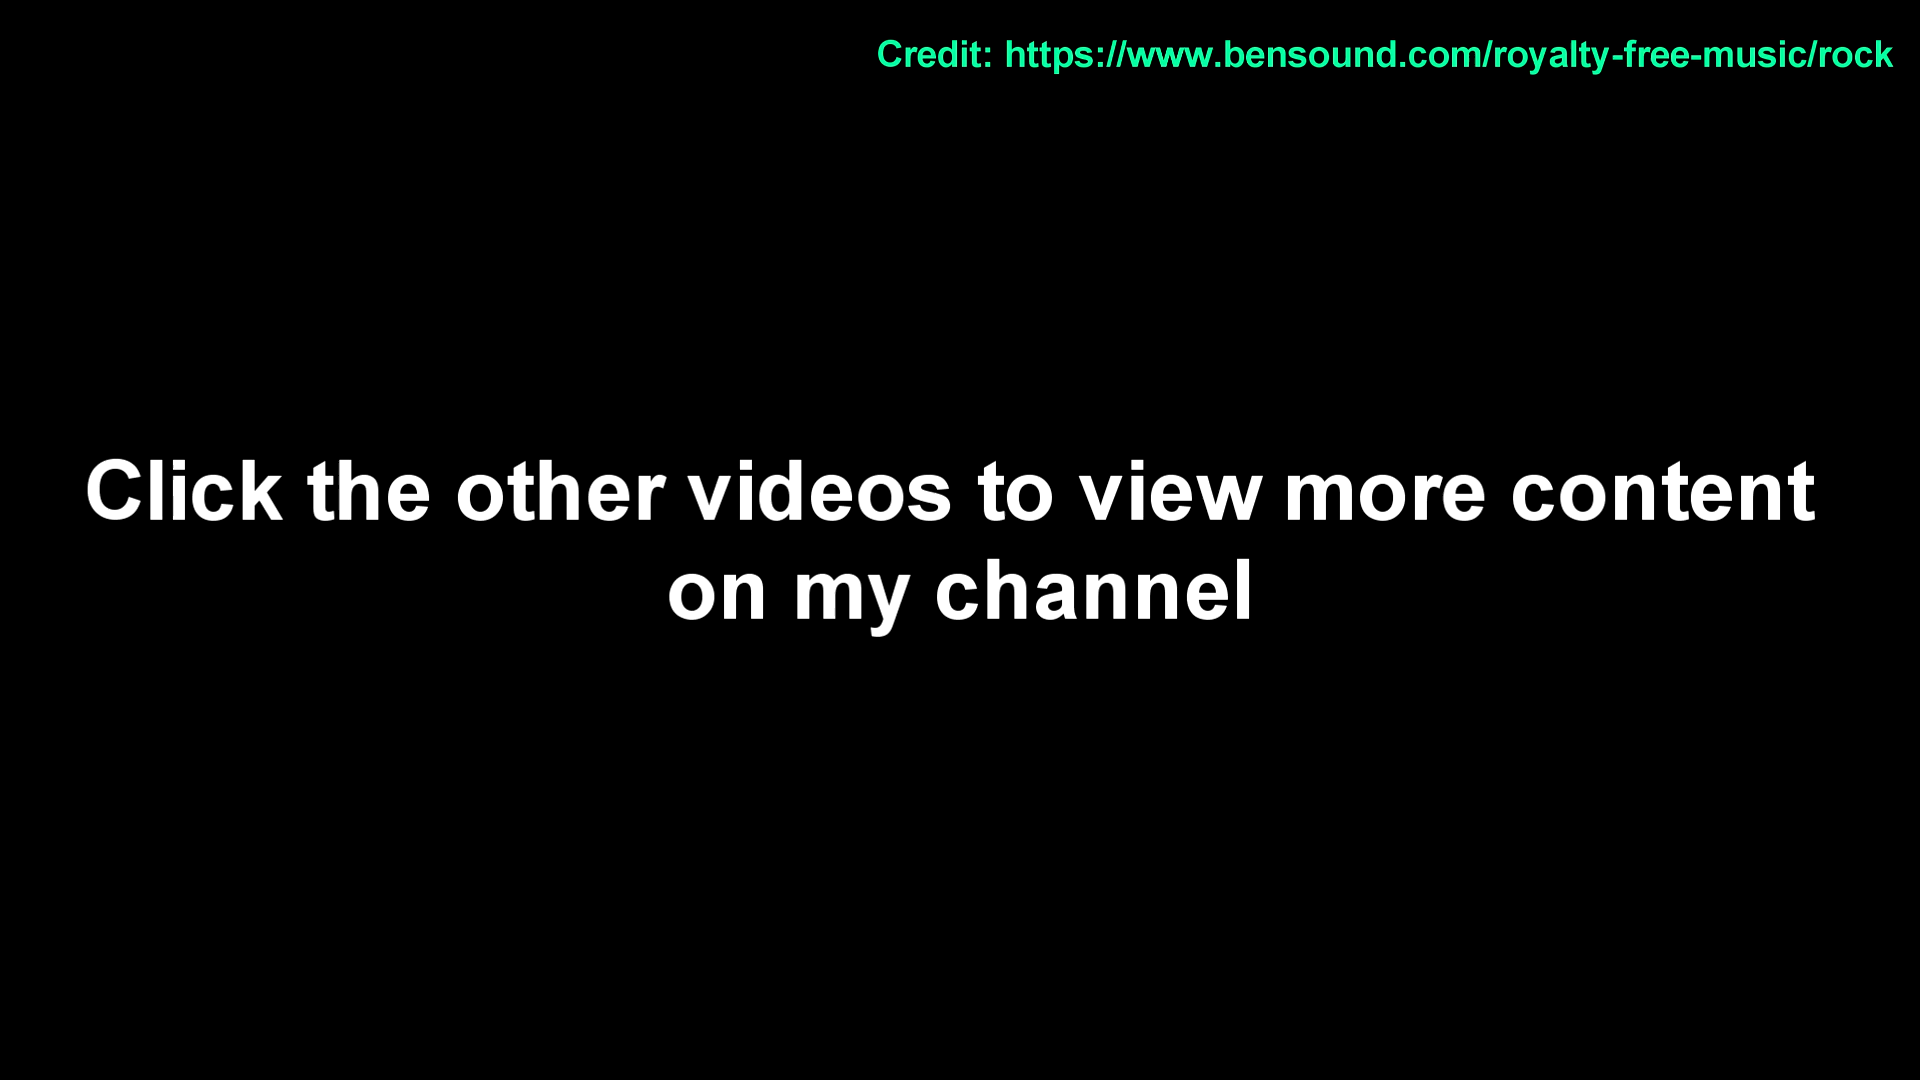 Credit: https://www.bensound.com/royalty-free-music/rock
Click the other videos to view more content
on my channel